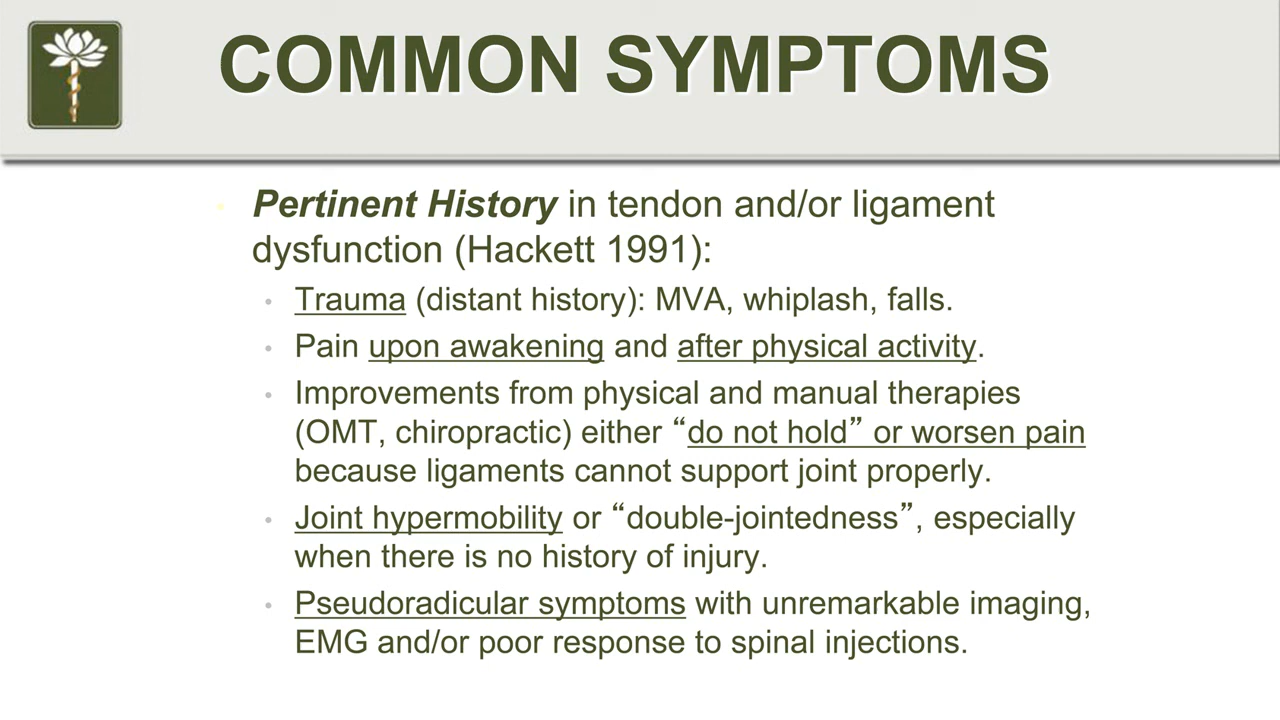 COMMON SYMPTOMS
Pertinent History in tendon and/or ligament
dysfunction (Hackett 1991):
Trauma (distant history): MVA, whiplash, falls.
Pain upon awakening and after physical activity.
Improvements from physical and manual therapies
(OMT, chiropractic) either “do not hold” or worsen pain
because ligaments cannot support joint properly.
Joint hypermobility or “double-jointedness”, especially
when there is no history of injury.
Pseudoradicular symptoms with unremarkable imaging,
EMG and/or poor response to spinal injections.